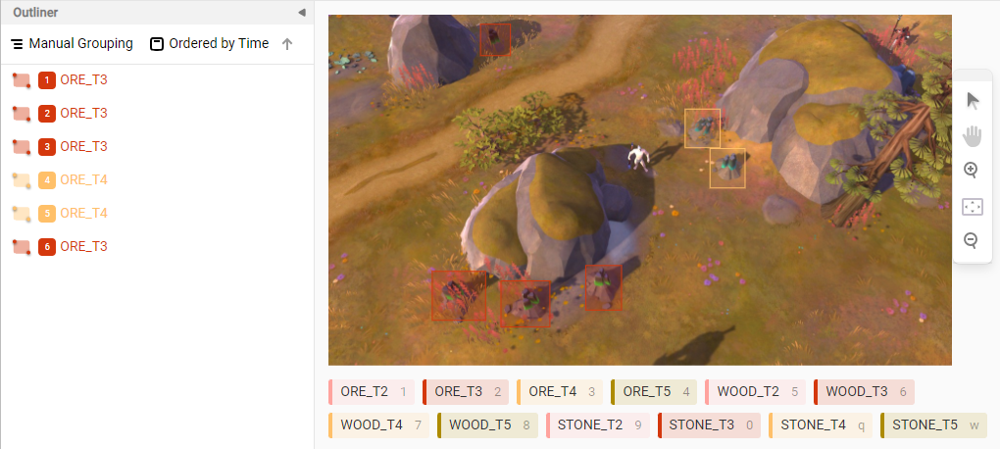 Outliner
Manual Grouping Ordered by Time
1 ORE_T3
2 ORE_T3
3 ORE_T3
4 ORE_T4
5 ORE_T4
6 ORE_T3
ORE_T2 1 ORE_T3 2 ORE_T4 3 ORE_T5 4 WOOD_T2 5 WOOD_T3 6
WOOD_T4 7 WOOD_T5 8 STONE_T2 9 STONE_T3 0 STONE_T4 q STONE_T5 w